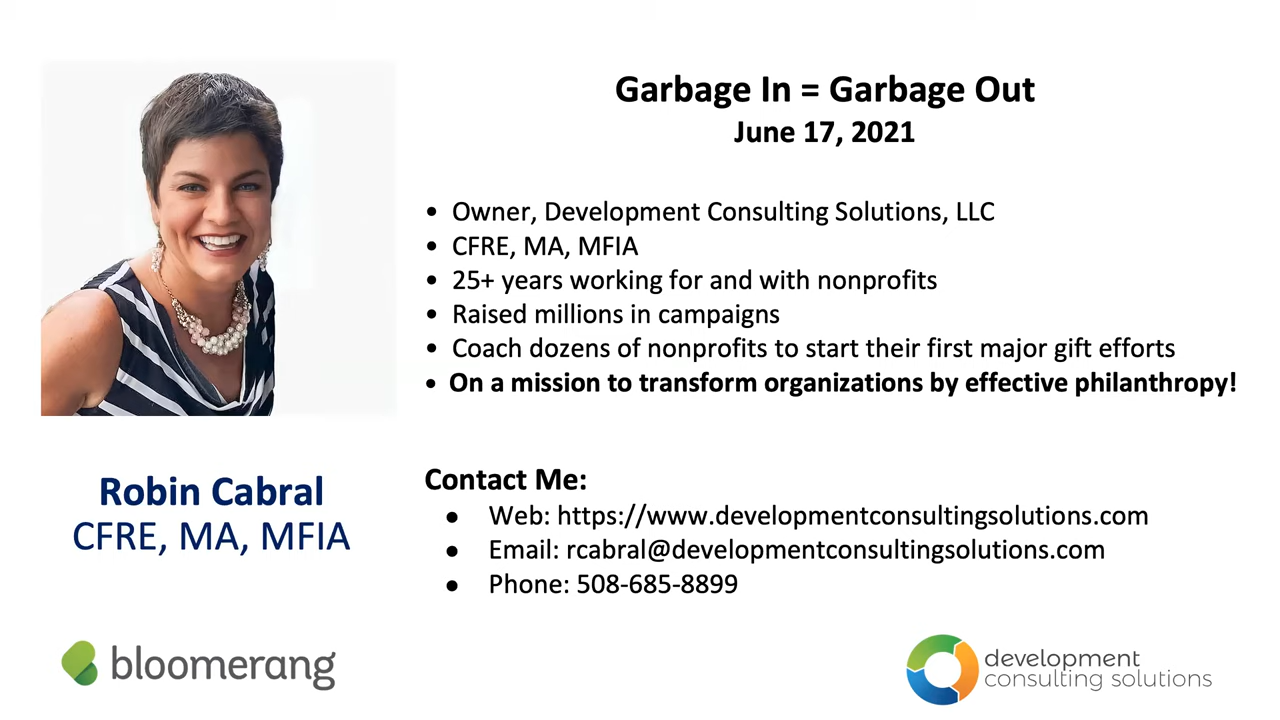 Garbage In = Garbage Out
June 17, 2021
• Owner, Development Consulting Solutions, LLC
• CFRE, MA, MFIA
• 25+ years working for and with nonprofits
• Raised millions in campaigns
• Coach dozens of nonprofits to start their first major gift efforts
• On a mission to transform organizations by effective philanthropy!
Robin Cabral
CFRE, MA, MFIA
Contact Me:
● Web: https://www.developmentconsultingsolutions.com
● Email: rcabral@developmentconsultingsolutions.com
● Phone: 508-685-8899
bloomerang
development
consulting solutions